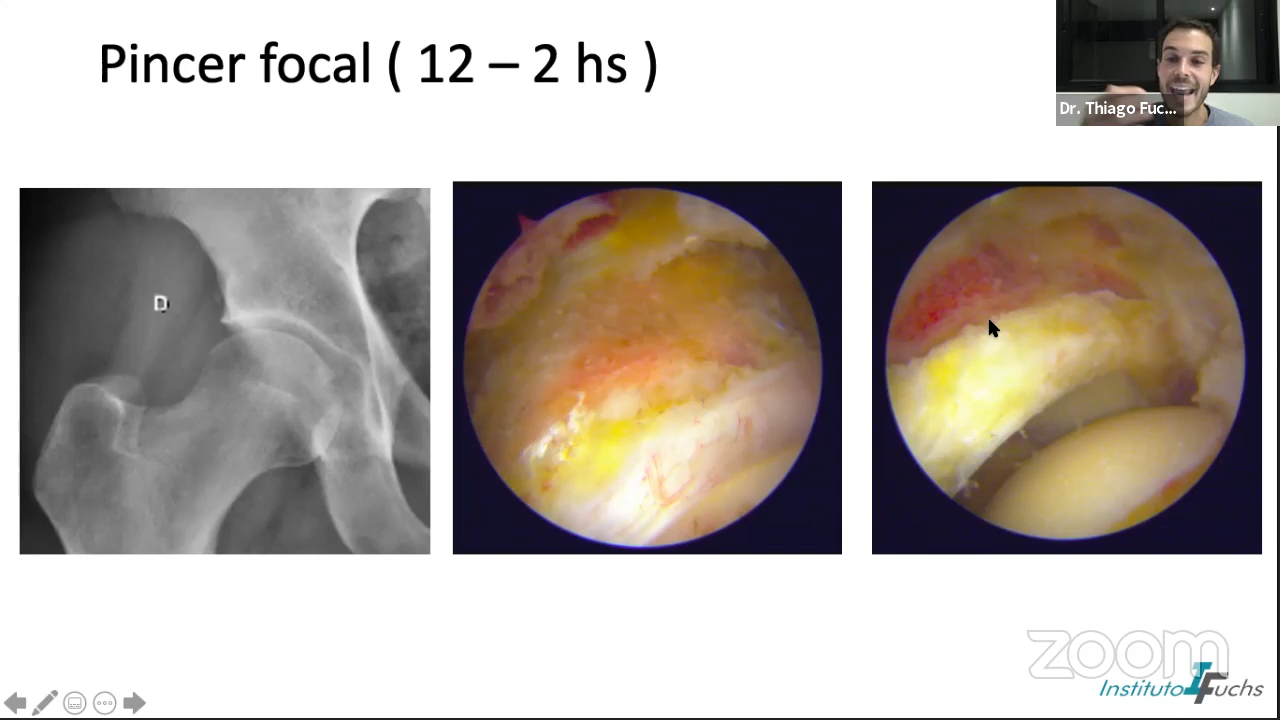 Pincer focal ( 12 – 2 hs )
Dr. Thiago Fuc...
D
zoom
Instituto Fuchs